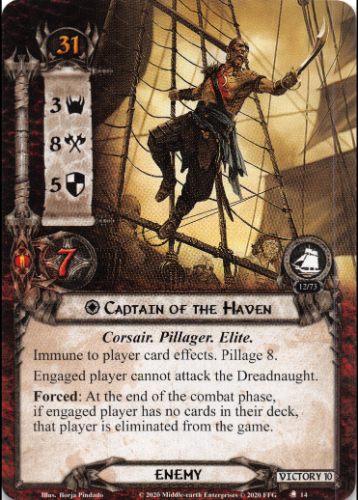 31
3
8
5
7
12/73
Captain of the Haven
Corsair. Pillager. Elite.
Immune to player card effects. Pillage 8.
Engaged player cannot attack the Dreadnaught.
Forced: At the end of the combat phase,
if engaged player has no cards in their deck,
that player is eliminated from the game.
ENEMY
VICTORY 10
Illus. Borja Pindado
© 2020 Middle-earth Enterprises © 2020 FFG
14